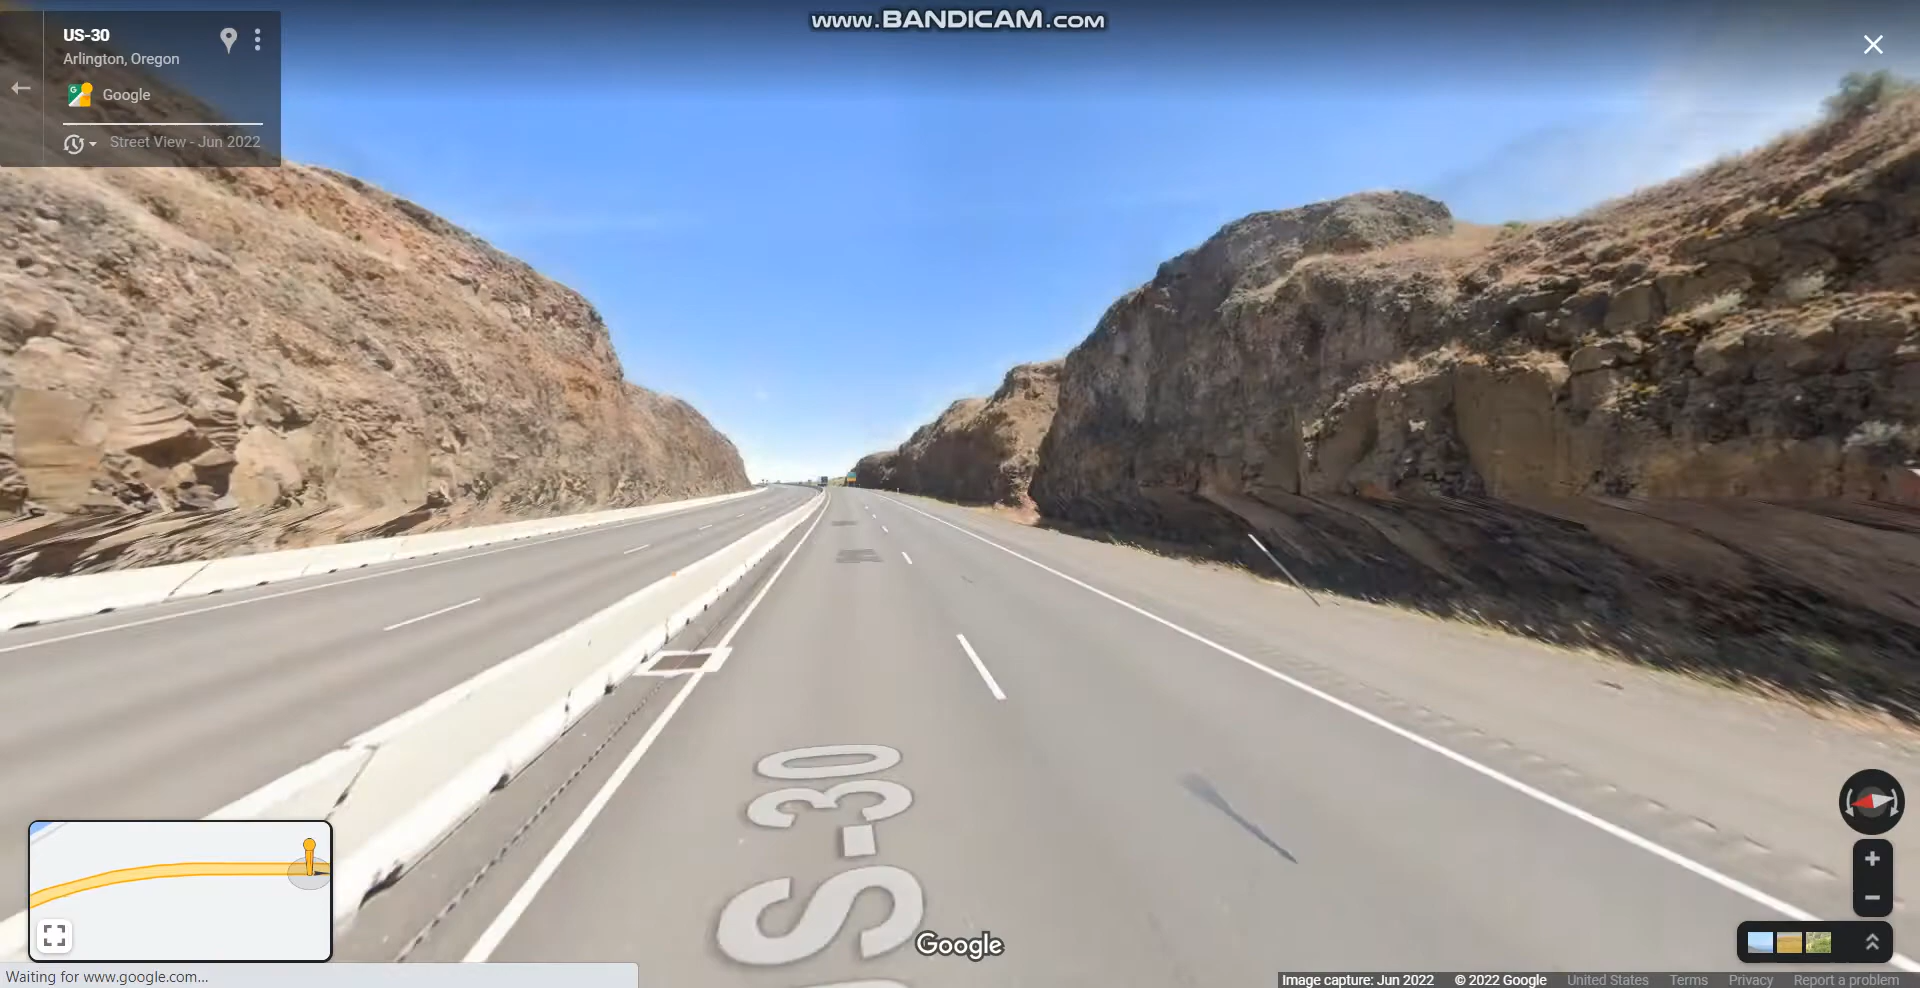 www.BANDICAM.com
US-30
Arlington, Oregon
Google
Street View - Jun 2022
US-30
Google
Waiting for www.google.com...
Image capture: Jun 2022 © 2022 Google United States Terms Privacy Report a problem